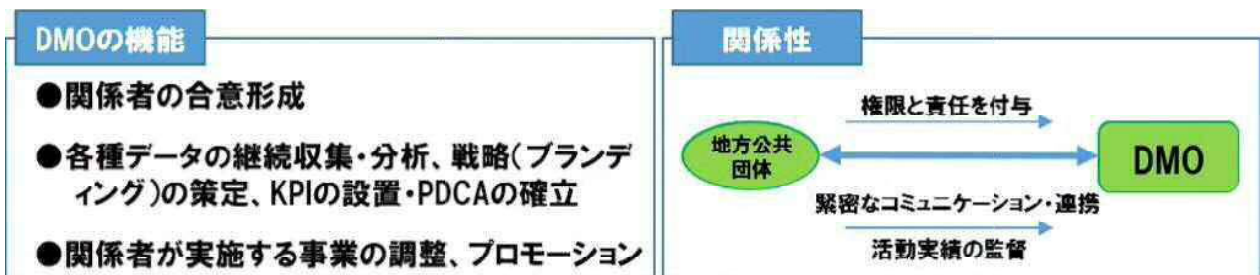 DMOの機能
●関係者の合意形成
●各種データの継続収集・分析、戦略(ブランデ
ィング)の策定、KPIの設置・PDCAの確立
●関係者が実施する事業の調整、プロモーション
関係性
権限と責任を付与
地方公共
団体
DMO
緊密なコミュニケーション・連携
活動実績の監督